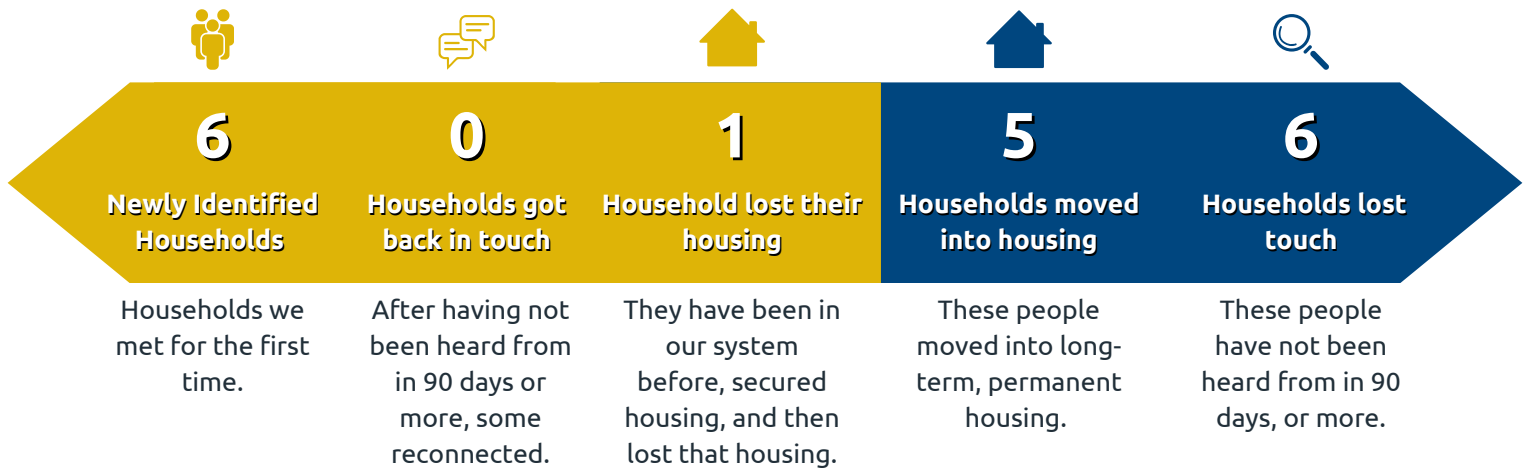 6
Newly Identified
Households
Households we
met for the first
time.
0
Households got
back in touch
After having not
been heard from
in 90 days or
more, some
reconnected.
1
Household lost their
housing
They have been in
our system
before, secured
housing, and then
lost that housing.
5
Households moved
into housing
These people
moved into long-
term, permanent
housing.
6
Households lost
touch
These people
have not been
heard from in 90
days, or more.